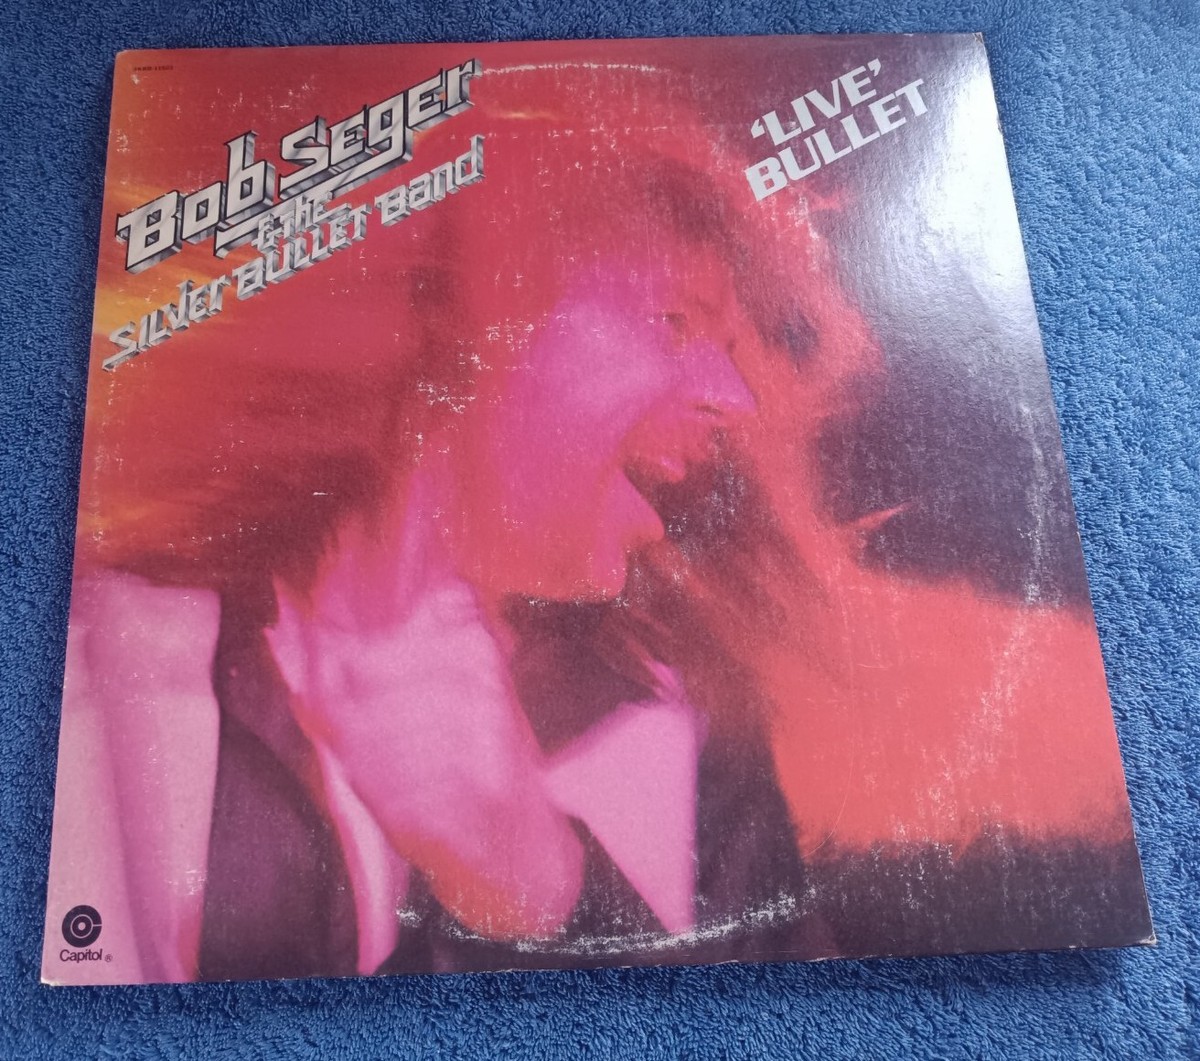 Bob Seger
& The
Silver Bullet Band
'LIVE'
BULLET
Capitol ®